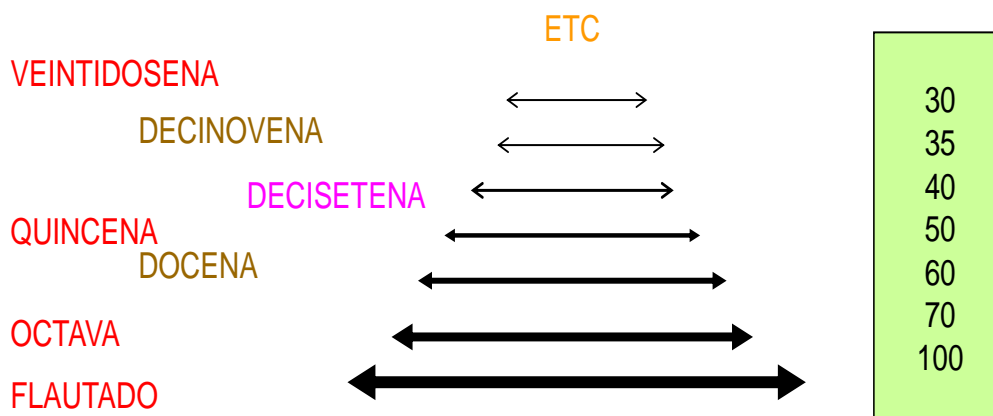 ETC
VEINTIDOSENA
30
DECINOVENA
35
DECISETENA
40
QUINCENA
50
DOCENA
60
OCTAVA
70
FLAUTADO
100